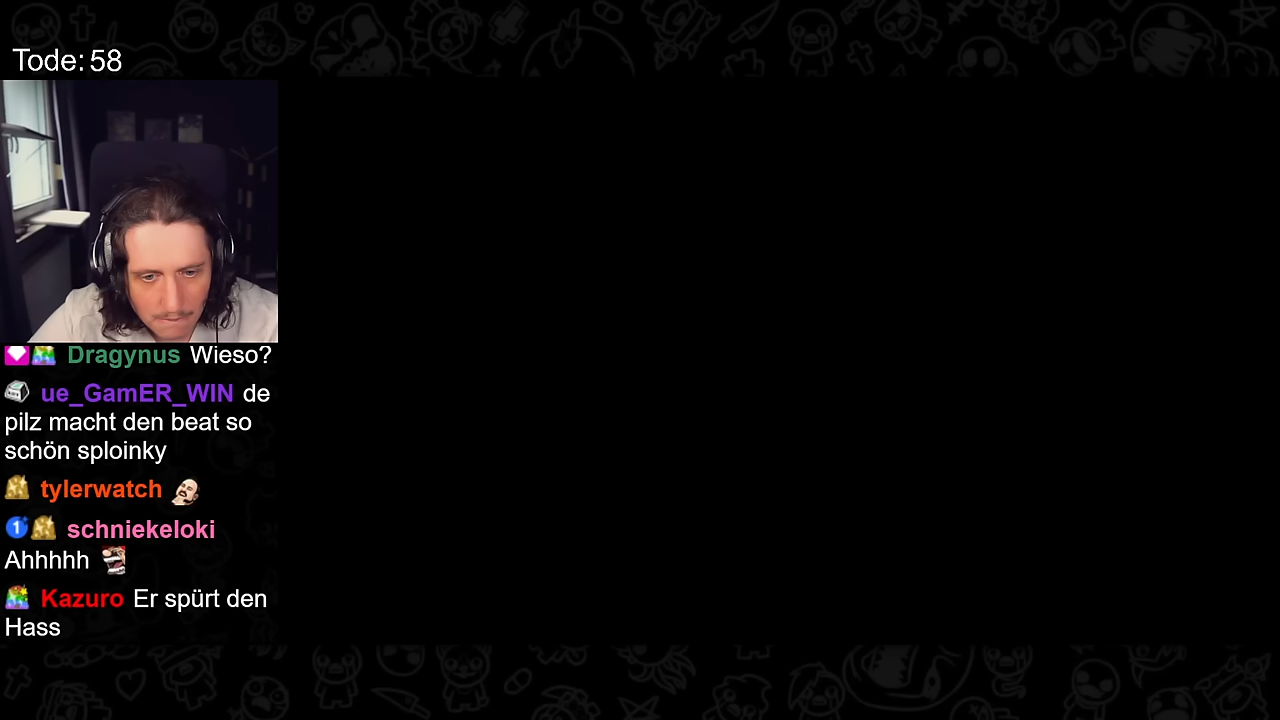 Tode: 58
Dragynus Wieso?
ue_GamER_WIN de
pilz macht den beat so
schön sploinky
tylerwatch
1 schniekeloki
Ahhhhh
Kazuro Er spürt den
Hass